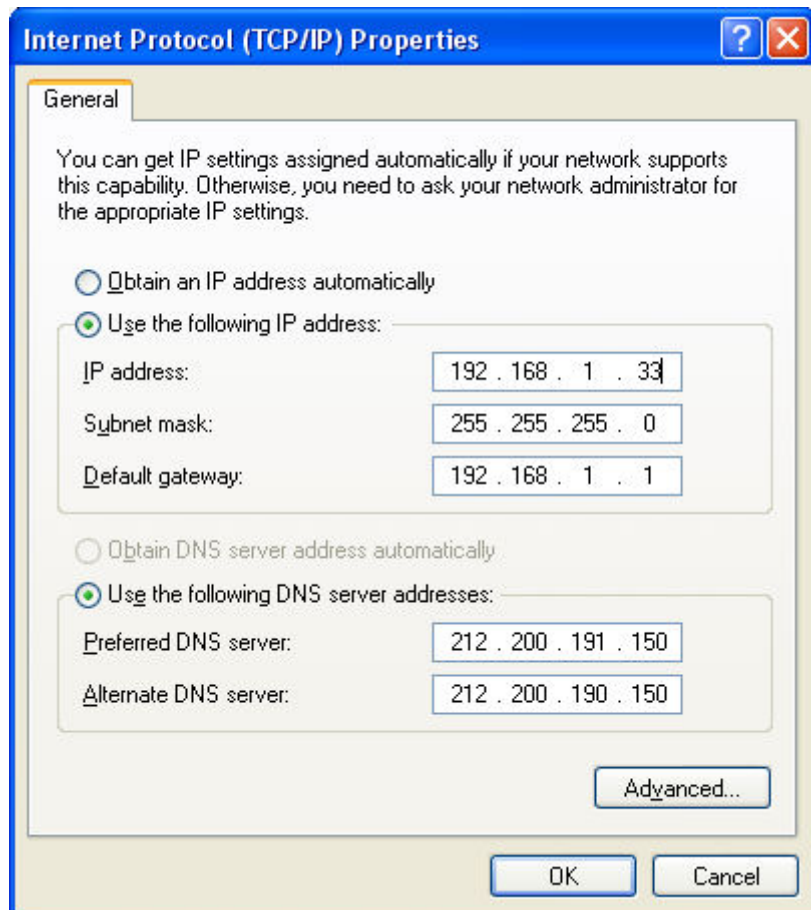 Internet Protocol (TCP/IP) Properties
General
You can get IP settings assigned automatically if your network supports
this capability. Otherwise, you need to ask your network administrator for
the appropriate IP settings.
Obtain an IP address automatically
Use the following IP address:
IP address: 192 . 168 . 1 . 33
Subnet mask: 255 . 255 . 255 . 0
Default gateway: 192 . 168 . 1 . 1
Obtain DNS server address automatically
Use the following DNS server addresses:
Preferred DNS server: 212 . 200 . 191 . 150
Alternate DNS server: 212 . 200 . 190 . 150
Advanced...
OK Cancel